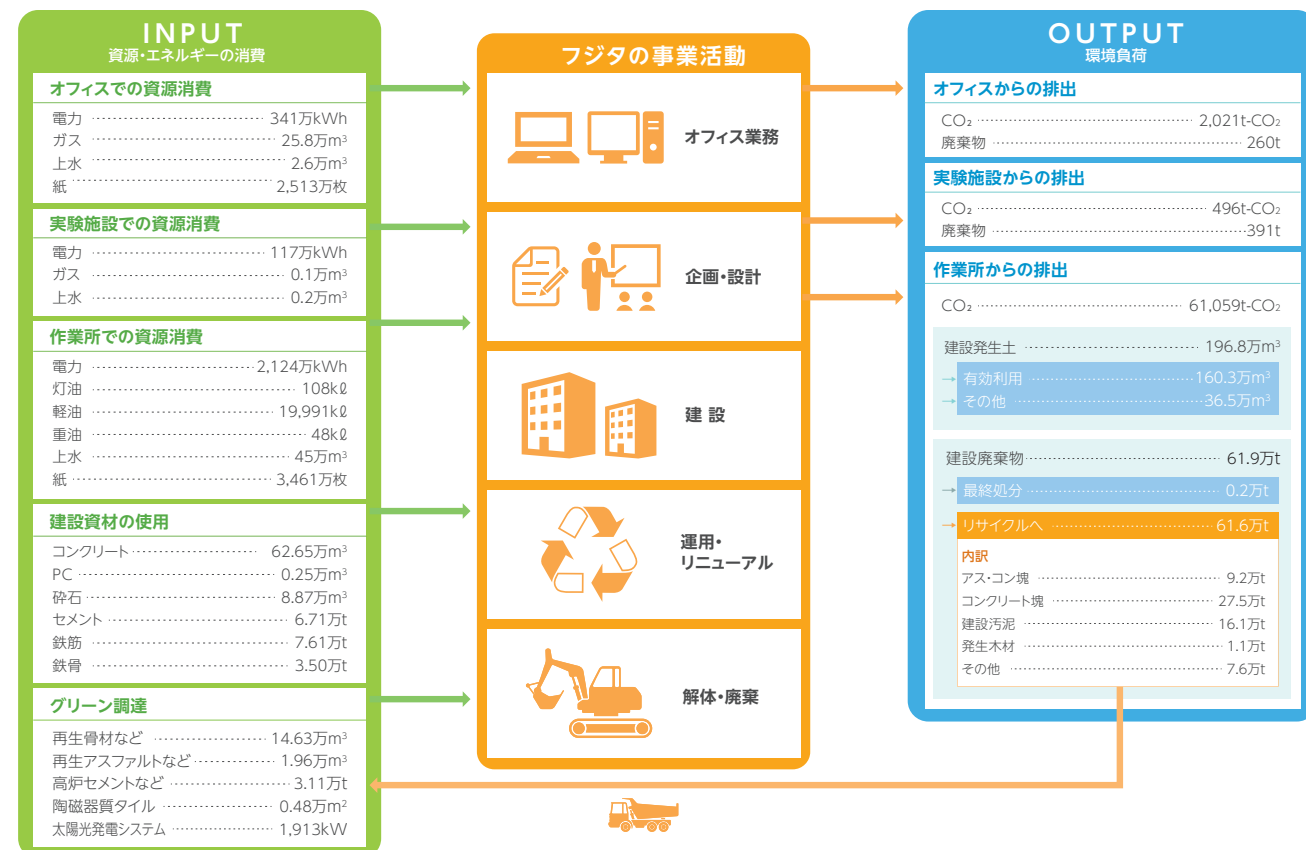 INPUT
資源・エネルギーの消費
オフィスでの資源消費
電力 341万kWh
ガス 25.8万m³
上水 2.6万m³
紙 2,513万枚
実験施設での資源消費
電力 117万kWh
ガス 0.1万m³
上水 0.2万m³
作業所での資源消費
電力 2,124万kWh
灯油 108kℓ
軽油 19,991kℓ
重油 48kℓ
上水 45万m³
紙 3,461万枚
建設資材の使用
コンクリート 62.65万m³
PC 0.25万m³
砕石 8.87万m³
セメント 6.71万t
鉄筋 7.61万t
鉄骨 3.50万t
グリーン調達
再生骨材など 14.63万m³
再生アスファルトなど 1.96万m³
高炉セメントなど 3.11万t
陶磁器質タイル 0.48万m²
太陽光発電システム 1,913kW
フジタの事業活動
オフィス業務
企画・設計
建設
運用・
リニューアル
解体・廃棄
OUTPUT
環境負荷
オフィスからの排出
CO₂ 2,021t-CO₂
廃棄物 260t
実験施設からの排出
CO₂ 496t-CO₂
廃棄物 391t
作業所からの排出
CO₂ 61,059t-CO₂
建設発生土 196.8万m³
→ 有効利用 160.3万m³
→ その他 36.5万m³
建設廃棄物 61.9万t
→ 最終処分 0.2万t
→ リサイクルへ 61.6万t
内訳
アス・コン塊 9.2万t
コンクリート塊 27.5万t
建設汚泥 16.1万t
発生木材 1.1万t
その他 7.6万t